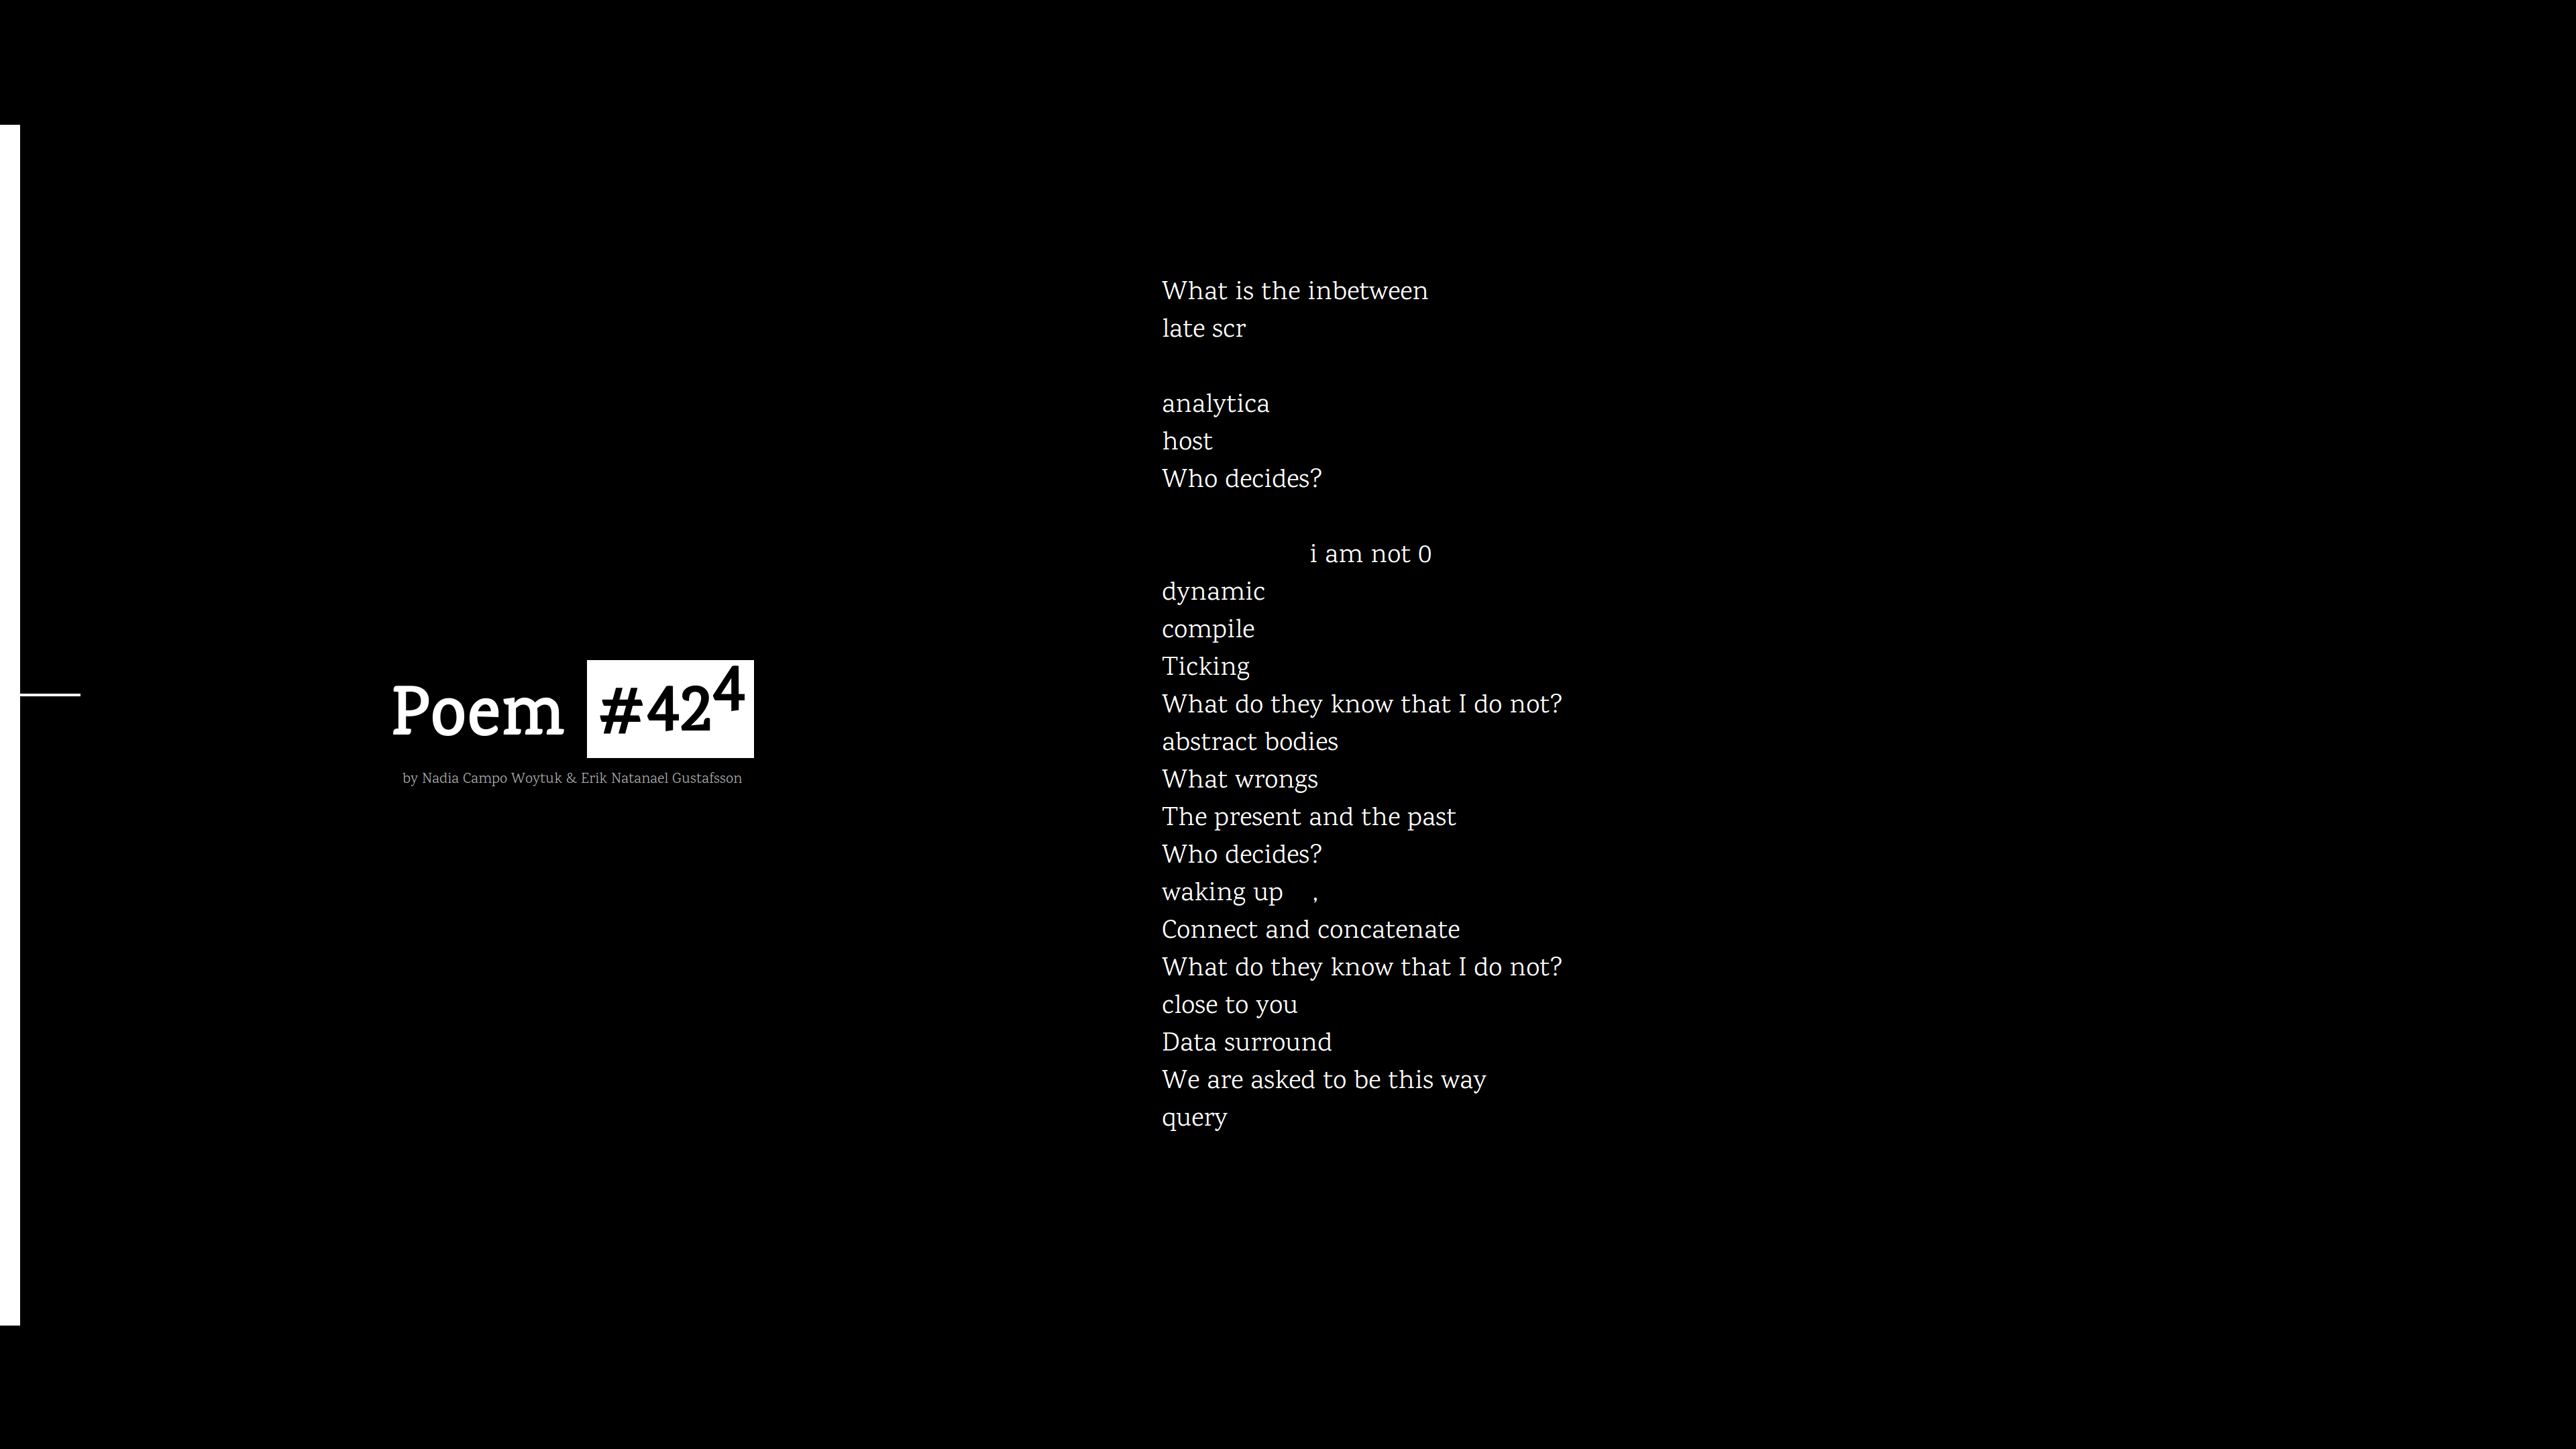 Poem #42⁴
by Nadia Campo Woytuk & Erik Natanael Gustafsson
What is the inbetween
late scr
analytica
host
Who decides?
i am not 0
dynamic
compile
Ticking
What do they know that I do not?
abstract bodies
What wrongs
The present and the past
Who decides?
waking up    ,
Connect and concatenate
What do they know that I do not?
close to you
Data surround
We are asked to be this way
query